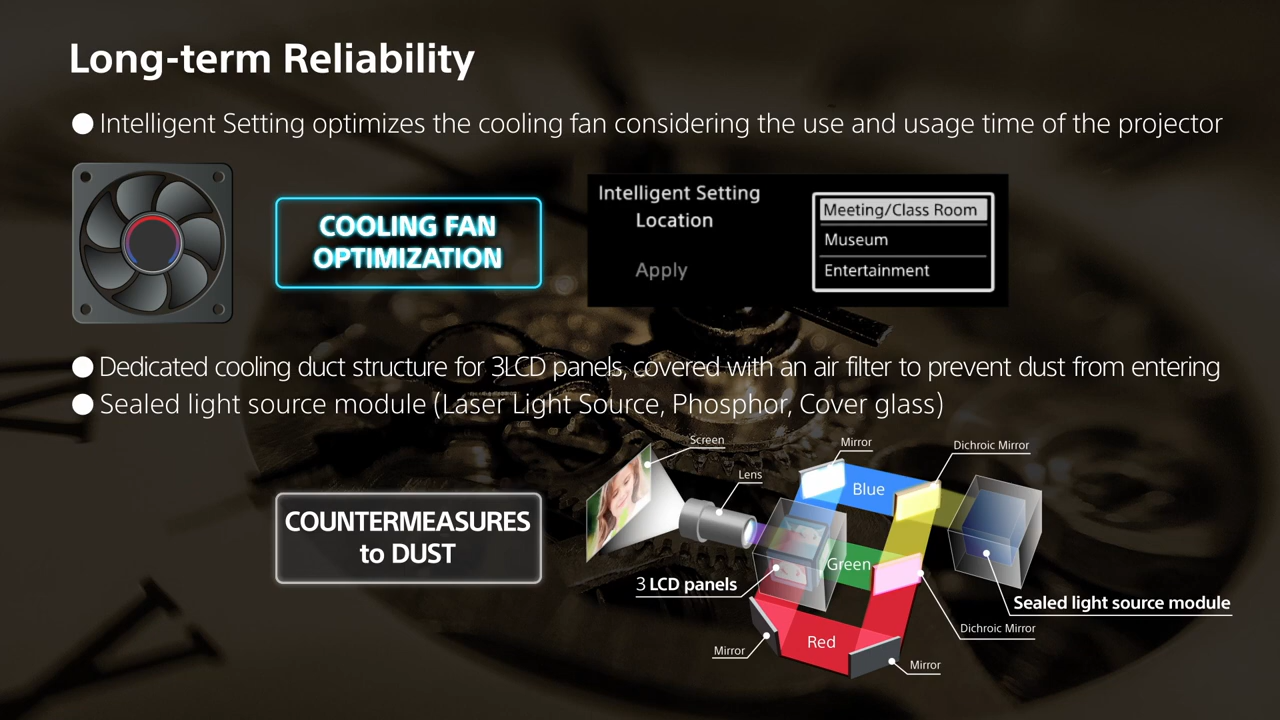 Long-term Reliability
● Intelligent Setting optimizes the cooling fan considering the use and usage time of the projector
COOLING FAN
OPTIMIZATION
Intelligent Setting
Location
Apply
Meeting/Class Room
Museum
Entertainment
● Dedicated cooling duct structure for 3LCD panels, covered with an air filter to prevent dust from entering
● Sealed light source module (Laser Light Source, Phosphor, Cover glass)
COUNTERMEASURES
to DUST
Screen
Lens
Mirror
Dichroic Mirror
Blue
Green
3 LCD panels
Sealed light source module
Dichroic Mirror
Red
Mirror
Mirror